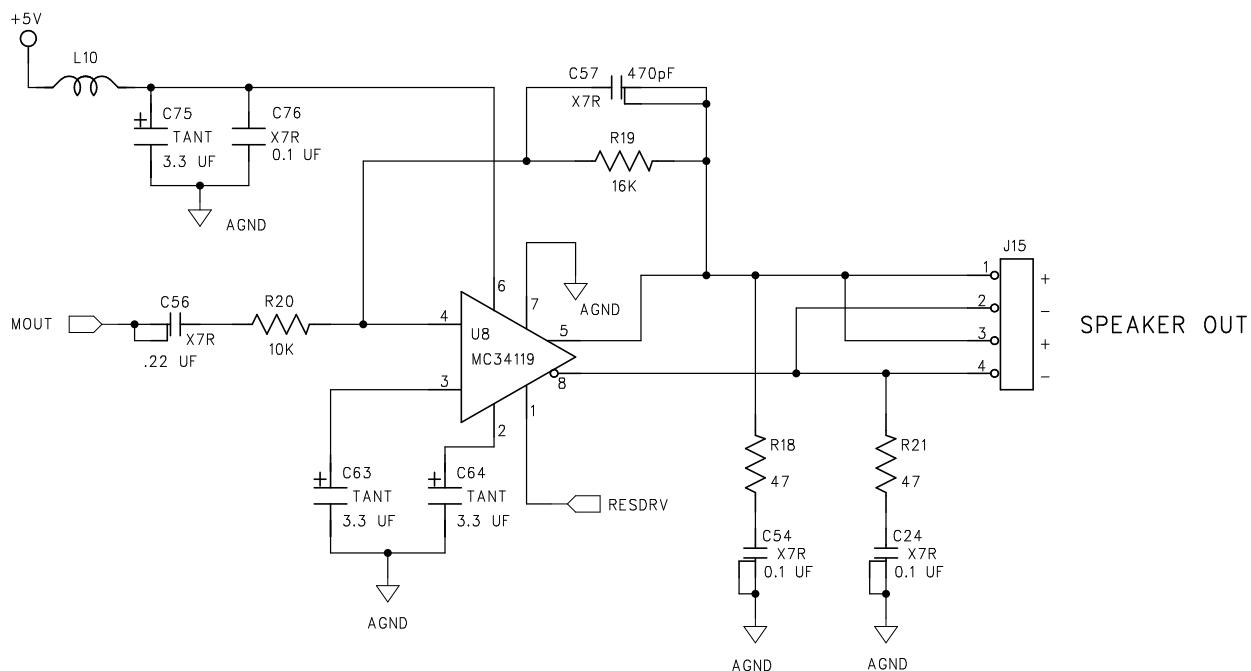 +5V
L10
C75
+
TANT
3.3 UF
C76
X7R
0.1 UF
AGND
C57
470pF
X7R
R19
16K
MOUT
C56
X7R
.22 UF
R20
10K
U8
MC34119
4
3
6
7
5
8
2
1
AGND
C63
+
TANT
3.3 UF
C64
+
TANT
3.3 UF
AGND
RESDRV
J15
1
+
2
-
3
+
4
-
SPEAKER OUT
R18
47
C54
X7R
0.1 UF
AGND
R21
47
C24
X7R
0.1 UF
AGND